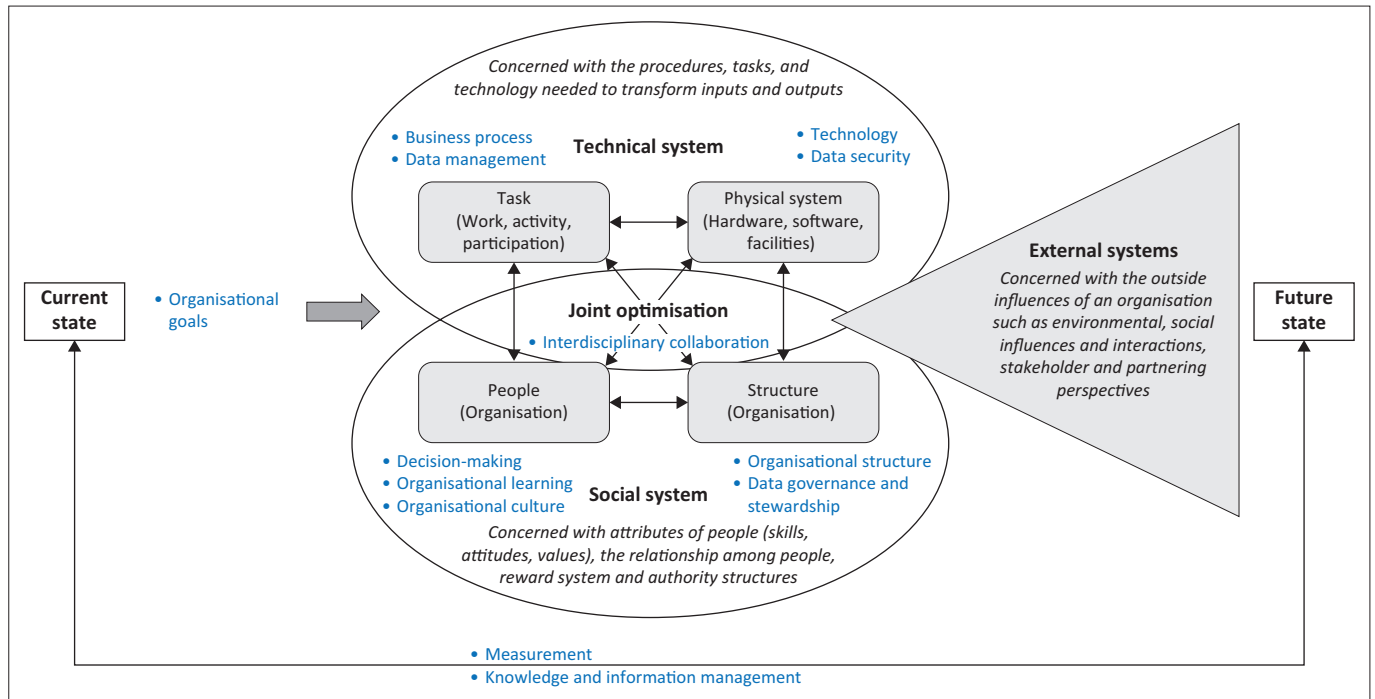 Concerned with the procedures, tasks, and
technology needed to transform inputs and outputs
• Business process
• Data management
Technical system
• Technology
• Data security
Task
(Work, activity,
participation)
Physical system
(Hardware, software,
facilities)
Current
state
• Organisational
goals
Joint optimisation
• Interdisciplinary collaboration
External systems
Concerned with the outside
influences of an organisation
such as environmental, social
influences and interactions,
stakeholder and partnering
perspectives
Future
state
People
(Organisation)
Structure
(Organisation)
• Decision-making
• Organisational learning
• Organisational culture
Social system
• Organisational structure
• Data governance and
stewardship
Concerned with attributes of people (skills,
attitudes, values), the relationship among people,
reward system and authority structures
• Measurement
• Knowledge and information management